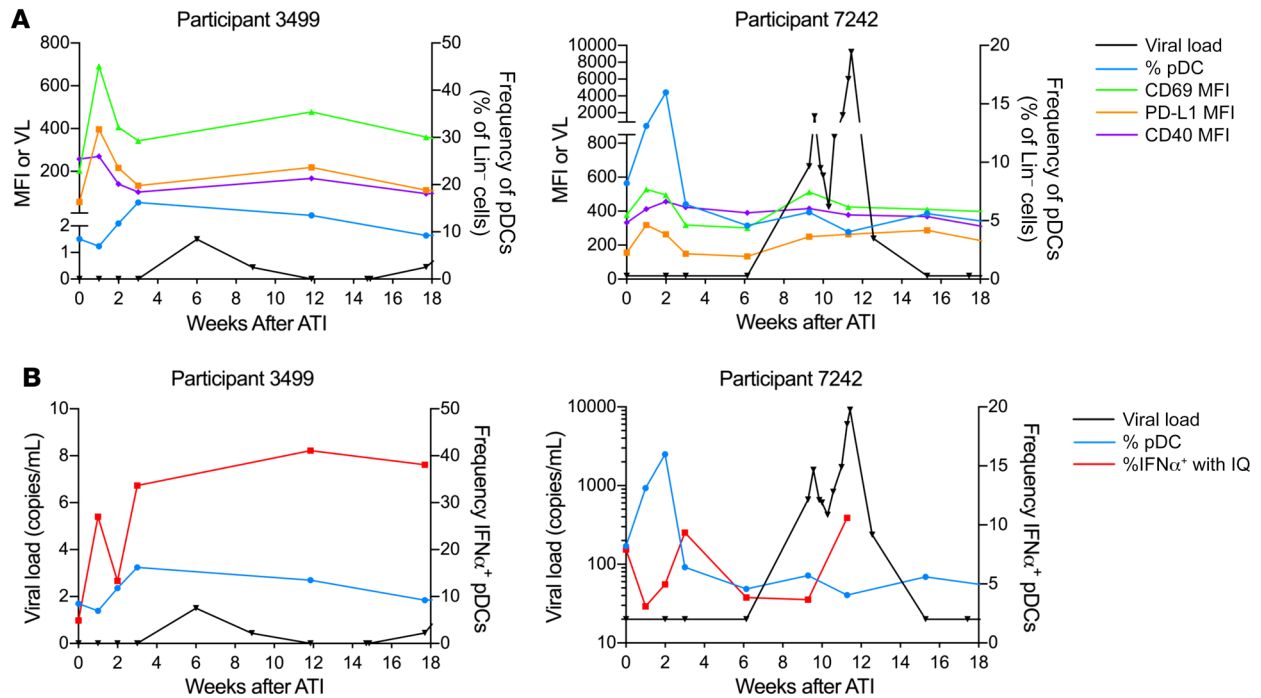 A
Participant 3499
MFI or VL
800
600
400
200
2
1
0
50
40
30
20
10
0
Frequency of pDCs
(% of Lin⁻ cells)
0 2 4 6 8 10 12 14 16 18
Weeks After ATI
Participant 7242
MFI or VL
10000
8000
6000
4000
2000
800
600
400
200
0
20
15
10
5
0
Frequency of pDCs
(% of Lin⁻ cells)
0 2 4 6 8 10 12 14 16 18
Weeks after ATI
Viral load
% pDC
CD69 MFI
PD-L1 MFI
CD40 MFI
B
Participant 3499
Viral load (copies/mL)
10
8
6
4
2
0
50
40
30
20
10
0
Frequency IFNα⁺ pDCs
0 2 4 6 8 10 12 14 16 18
Weeks after ATI
Participant 7242
Viral load (copies/mL)
10000
1000
100
10
20
15
10
5
0
Frequency IFNα⁺ pDCs
0 2 4 6 8 10 12 14 16 18
Weeks after ATI
Viral load
% pDC
%IFNα⁺ with IQ